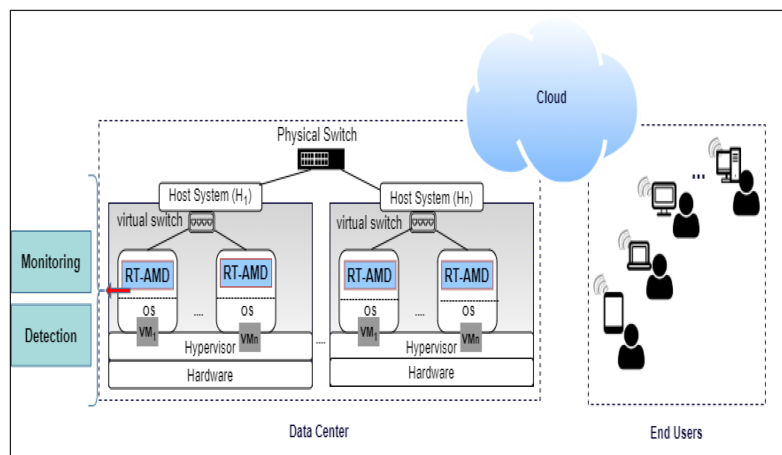 Cloud
Physical Switch
Host System (H1)
Host System (Hn)
virtual switch
virtual switch
Monitoring
Detection
RT-AMD
RT-AMD
RT-AMD
RT-AMD
OS
....
OS
OS
....
OS
VM1
VMn
VM1
VMn
Hypervisor
....
Hypervisor
Hardware
Hardware
...
Data Center
End Users